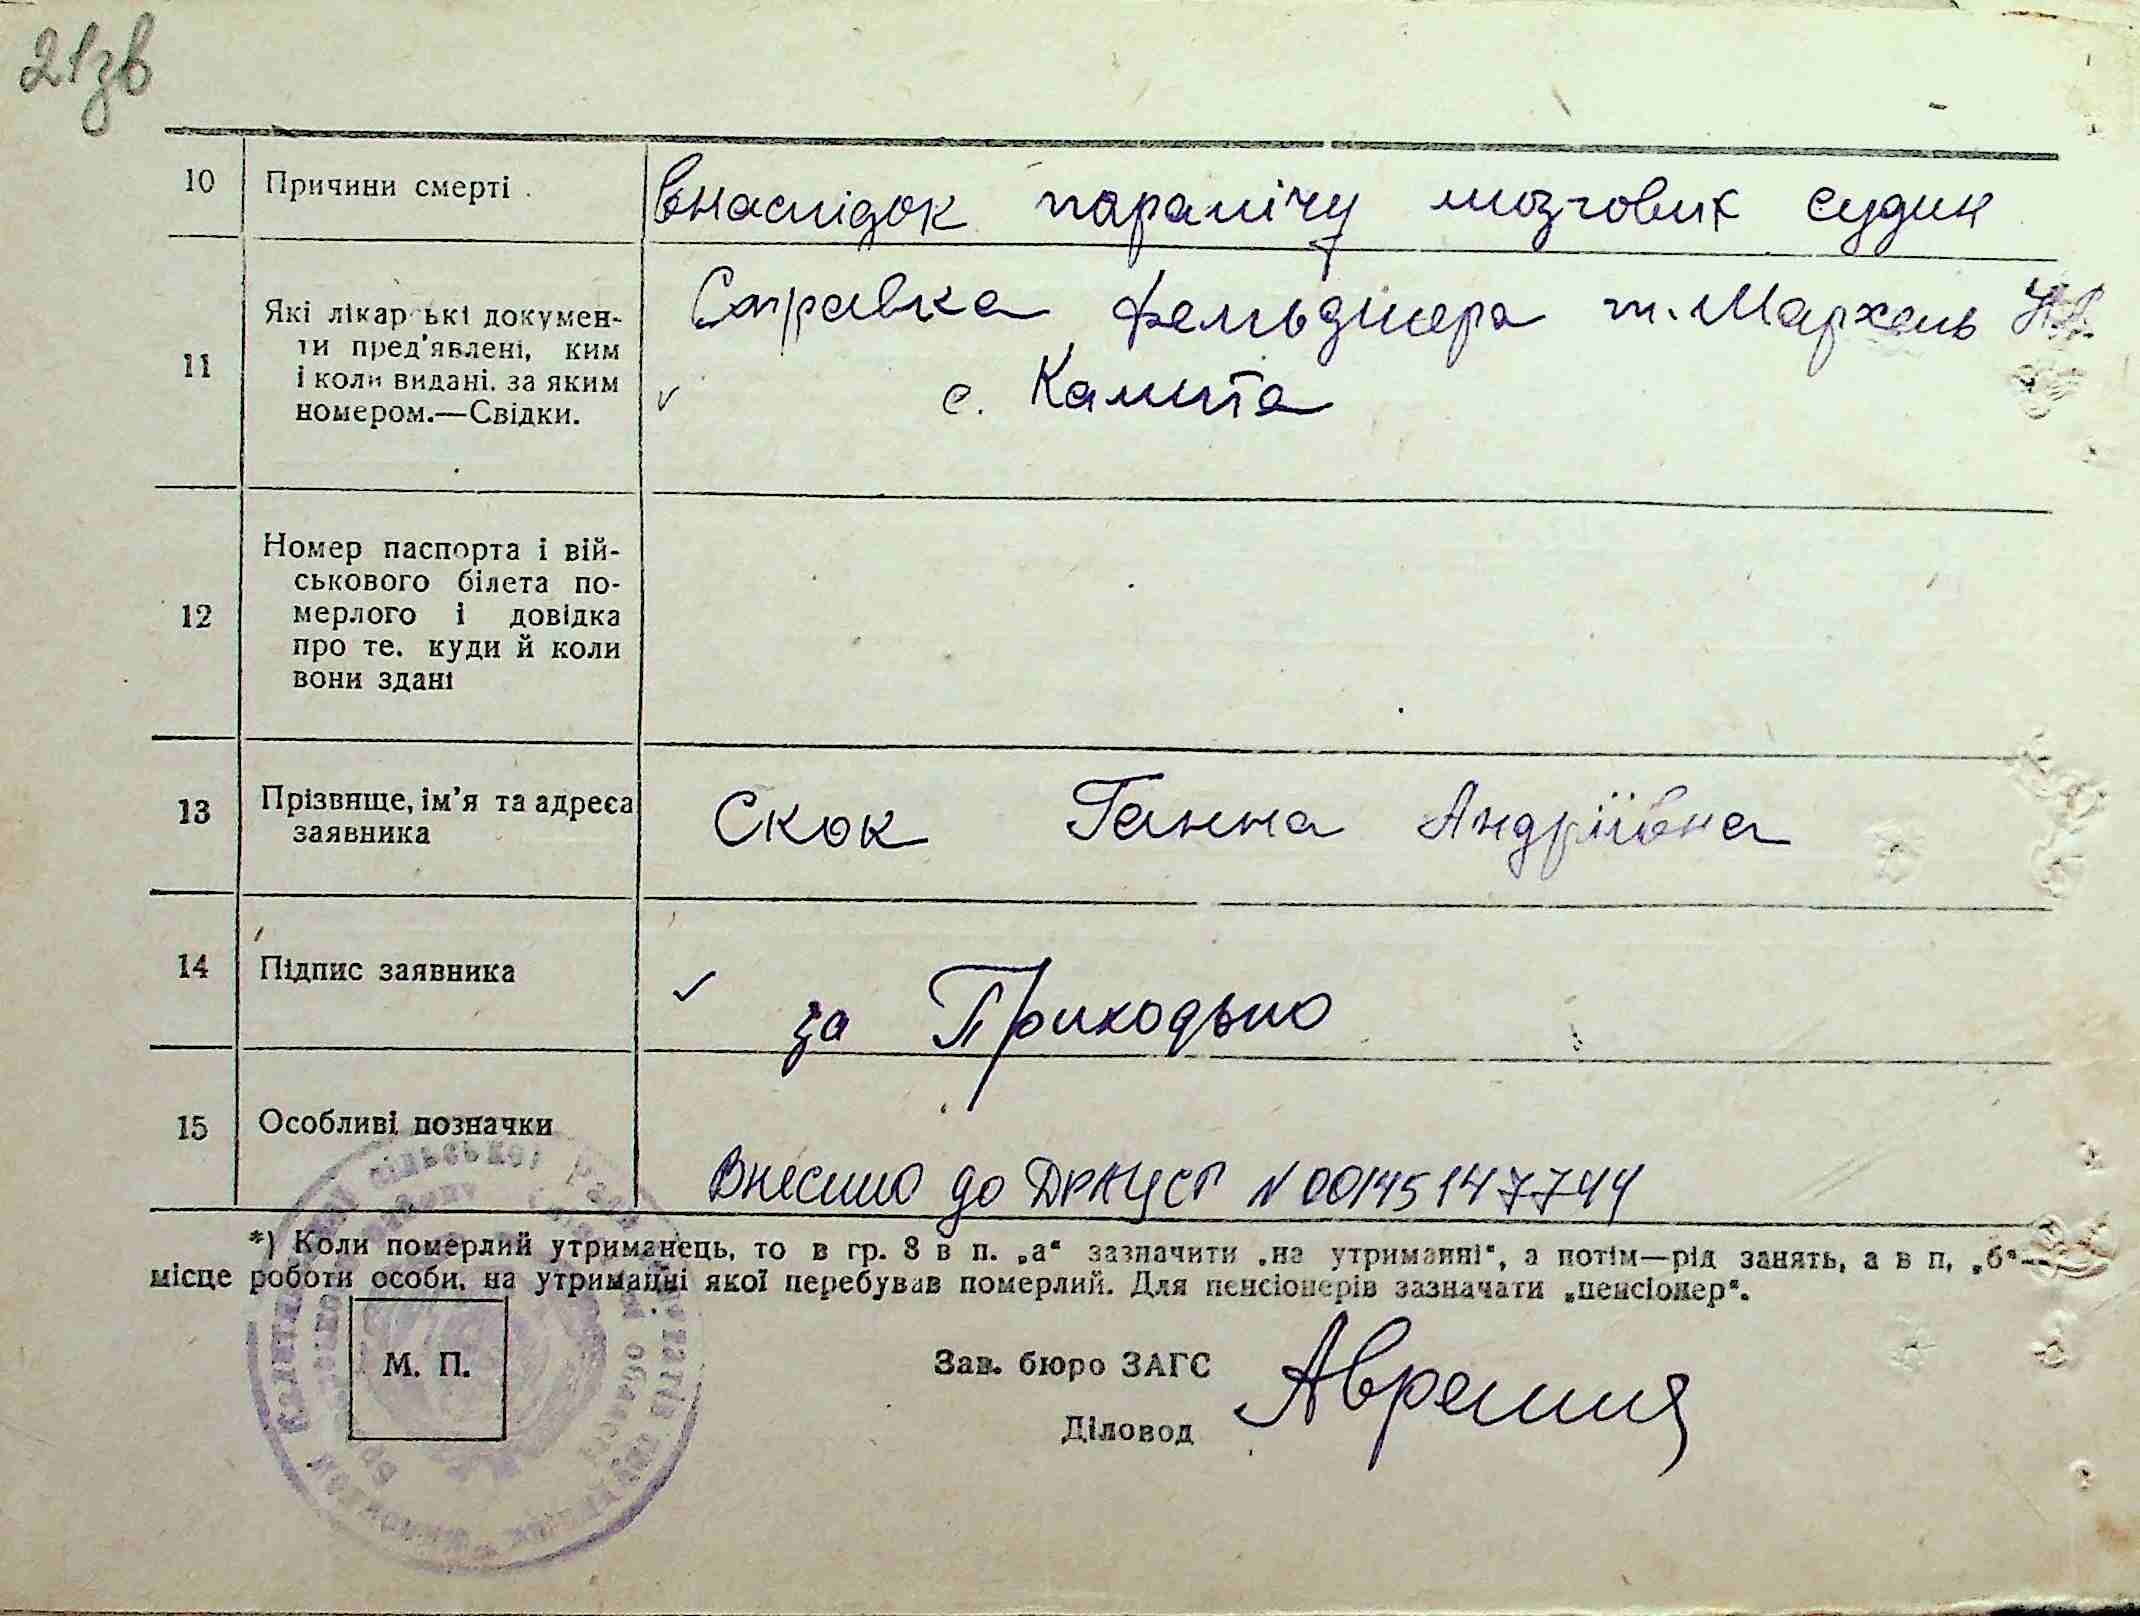 21зв
10 Причини смерті внаслідок паралічу мозгових судин
11 Які лікарські докумен-
ти пред'явлені, ким
і коли видані, за яким
номером.—Свідки.
Справка фельдшера т. Мархель
с. Калита
12 Номер паспорта і вій-
ськового білета по-
мерлого і довідка
про те, куди й коли
вони здані
13 Прізвище, ім'я та адреса
заявника
Скок Ганна Андріївна
14 Підпис заявника за Приходько
15 Особливі позначки
Внесено до ДРАЦСГ N 00145147744
*) Коли померлий утриманець, то в гр. 8 в п. „а“ зазначити „на утриманні“, а потім—рід занять, а в п. „б“—
місце роботи особи, на утриманні якої перебував померлий. Для пенсіонерів зазначати „пенсіонер“.
М. П.
Зав. бюро ЗАГС
Діловод